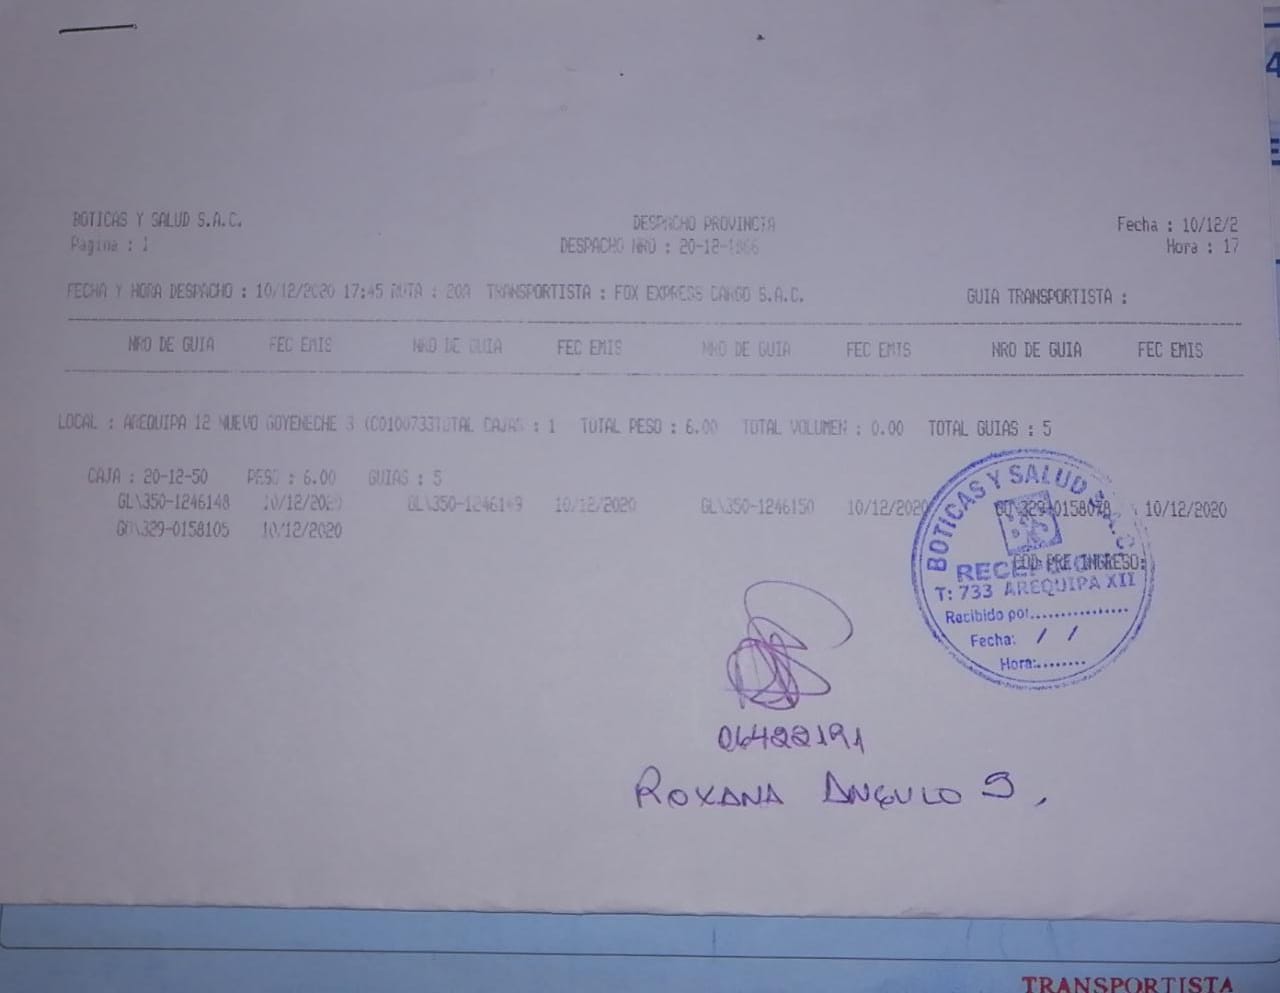 BOTICAS Y SALUD S.A.C. DESPACHO PROVINCIA Fecha : 10/12/2
Pagina : 1 DESPACHO NRO : 20-12-1866 Hora : 17
FECHA Y HORA DESPACHO : 10/12/2020 17:45 RUTA : 20A TRANSPORTISTA : FOX EXPRESS CARGO S.A.C. GUIA TRANSPORTISTA :
NRO DE GUIA FEC EMIS NRO DE GUIA FEC EMIS NRO DE GUIA FEC EMIS NRO DE GUIA FEC EMIS
LOCAL : AREQUIPA 12 NUEVO GOYENECHE 3 (C0100733TOTAL CAJAS : 1 TOTAL PESO : 6.00 TOTAL VOLUMEN : 0.00 TOTAL GUIAS : 5
CAJA : 20-12-50 PESO : 6.00 GUIAS : 5
GL\350-1246148 10/12/2020 GL\350-1246149 10/12/2020 GL\350-1246150 10/12/2020 GO\329-0158078 10/12/2020
GO\329-0158105 10/12/2020
COD PRE INGRESO:
BOTICAS Y SALUD S.A.C.
T: 733 AREQUIPA XII
Recibido por...............
Fecha: / /
Hora:........
06422191
ROXANA ANGULO S.
TRANSPORTISTA